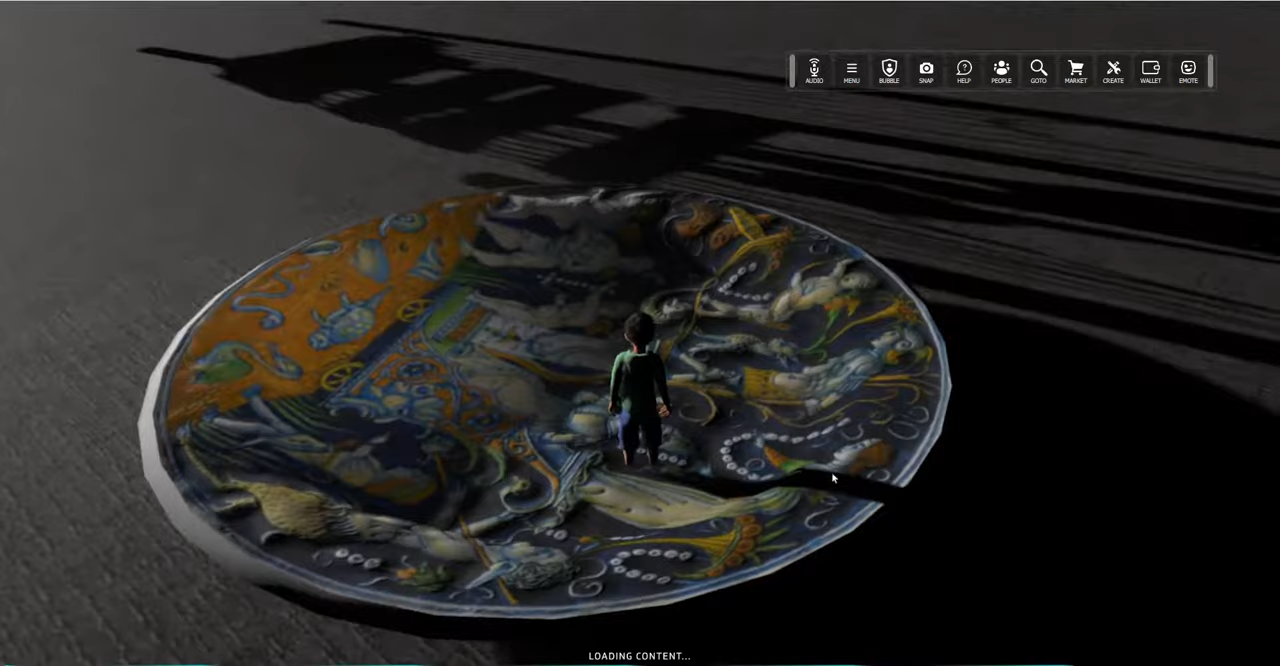 AUDIO MENU BUBBLE SNAP HELP PEOPLE GOTO MARKET CREATE WALLET EMOTE
LOADING CONTENT...